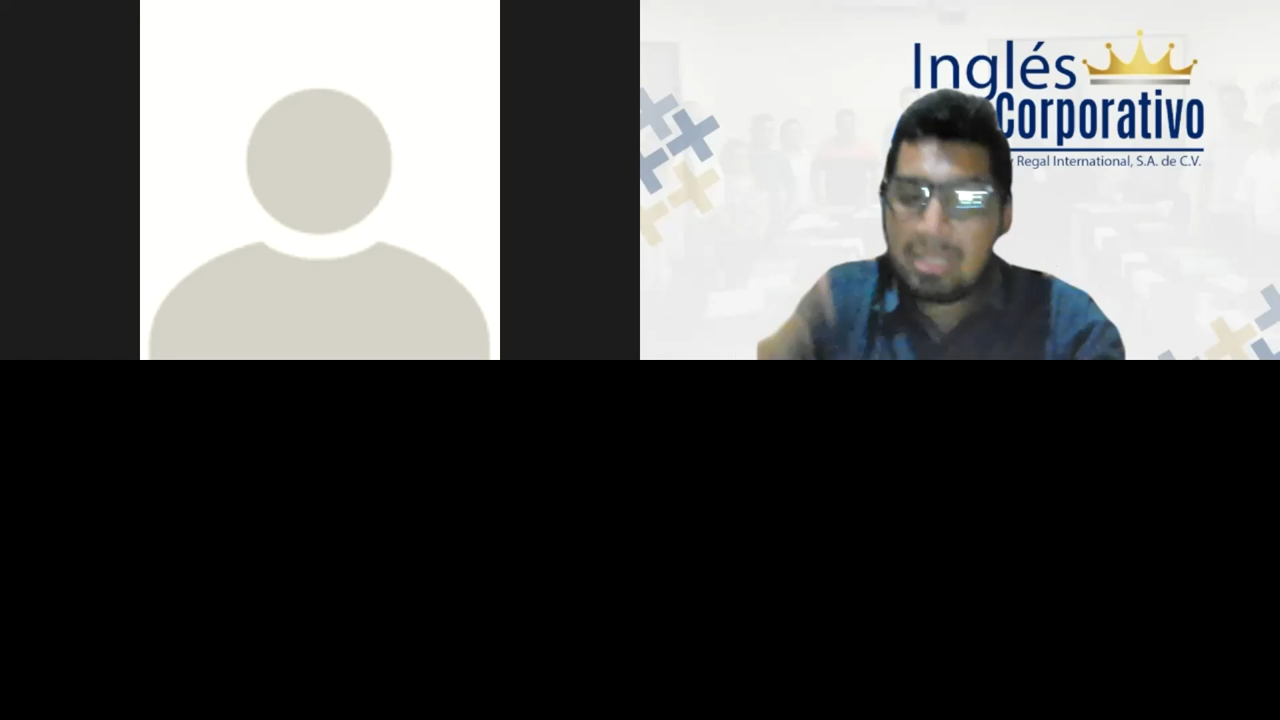 Inglés
Corporativo
Regal International, S.A. de C.V.